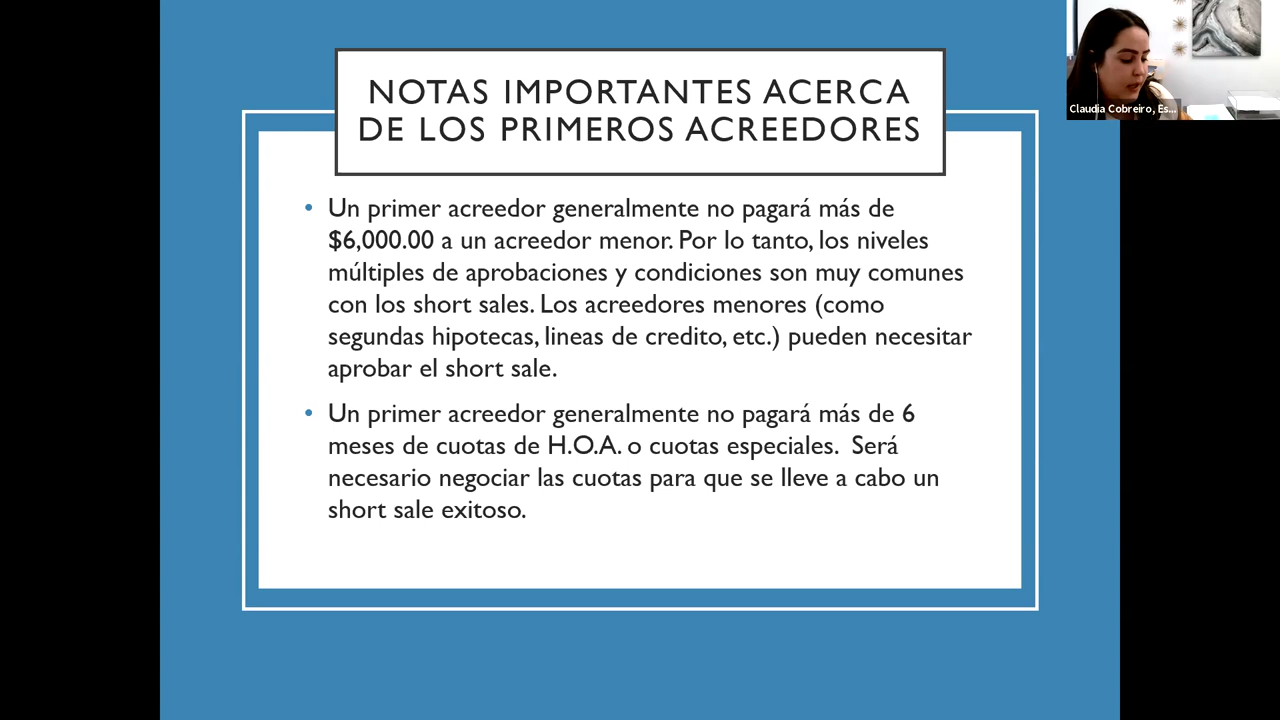 NOTAS IMPORTANTES ACERCA
DE LOS PRIMEROS ACREEDORES
• Un primer acreedor generalmente no pagará más de
$6,000.00 a un acreedor menor. Por lo tanto, los niveles
múltiples de aprobaciones y condiciones son muy comunes
con los short sales. Los acreedores menores (como
segundas hipotecas, lineas de credito, etc.) pueden necesitar
aprobar el short sale.
• Un primer acreedor generalmente no pagará más de 6
meses de cuotas de H.O.A. o cuotas especiales.  Será
necesario negociar las cuotas para que se lleve a cabo un
short sale exitoso.
Claudia Cobreiro, Es...